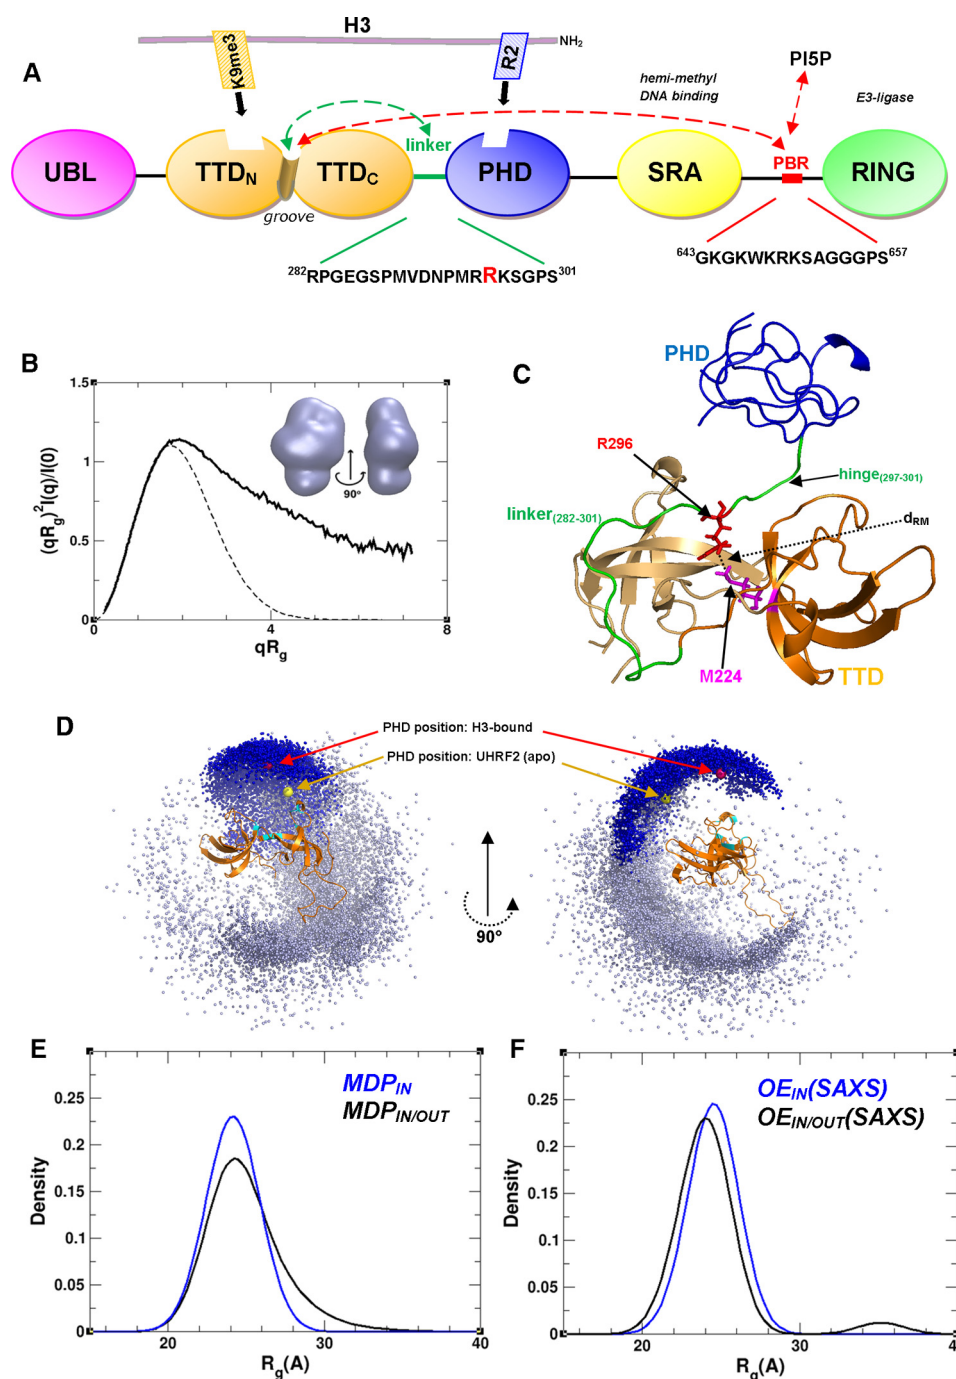 H3
NH2
K9me3
R2
PI5P
A
hemi-methyl
DNA binding
E3-ligase
linker
PBR
UBL
TTDN
TTDC
PHD
SRA
RING
groove
282RPGEGSPMVDNPMRRKSGPS301
643GKGKWKRKSAGGGPS657
B
1.5
1
0.5
0
0
4
8
(qRg)2I(q)/I(0)
qRg
90°
C
PHD
R296
hinge(297-301)
linker(282-301)
dRM
M224
TTD
D
PHD position: H3-bound
PHD position: UHRF2 (apo)
90°
E
MDPIN
MDPIN/OUT
0.25
0.2
0.15
0.1
0.05
0
20
30
40
Density
Rg(A)
F
OEIN(SAXS)
OEIN/OUT(SAXS)
0.25
0.2
0.15
0.1
0.05
0
20
30
Density
Rg(A)